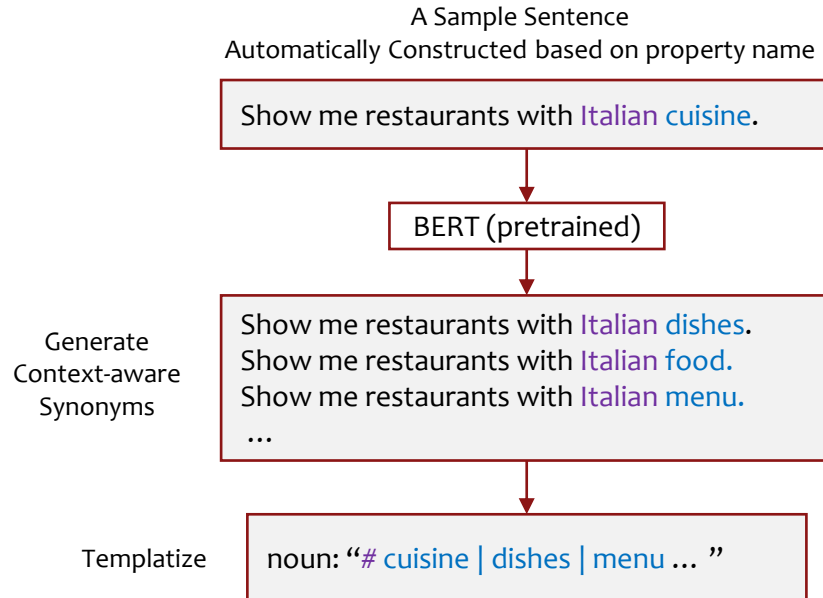 A Sample Sentence
Automatically Constructed based on property name
Show me restaurants with Italian cuisine.
BERT (pretrained)
Generate
Context-aware
Synonyms
Show me restaurants with Italian dishes.
Show me restaurants with Italian food.
Show me restaurants with Italian menu.
...
Templatize
noun: “# cuisine | dishes | menu ... ”